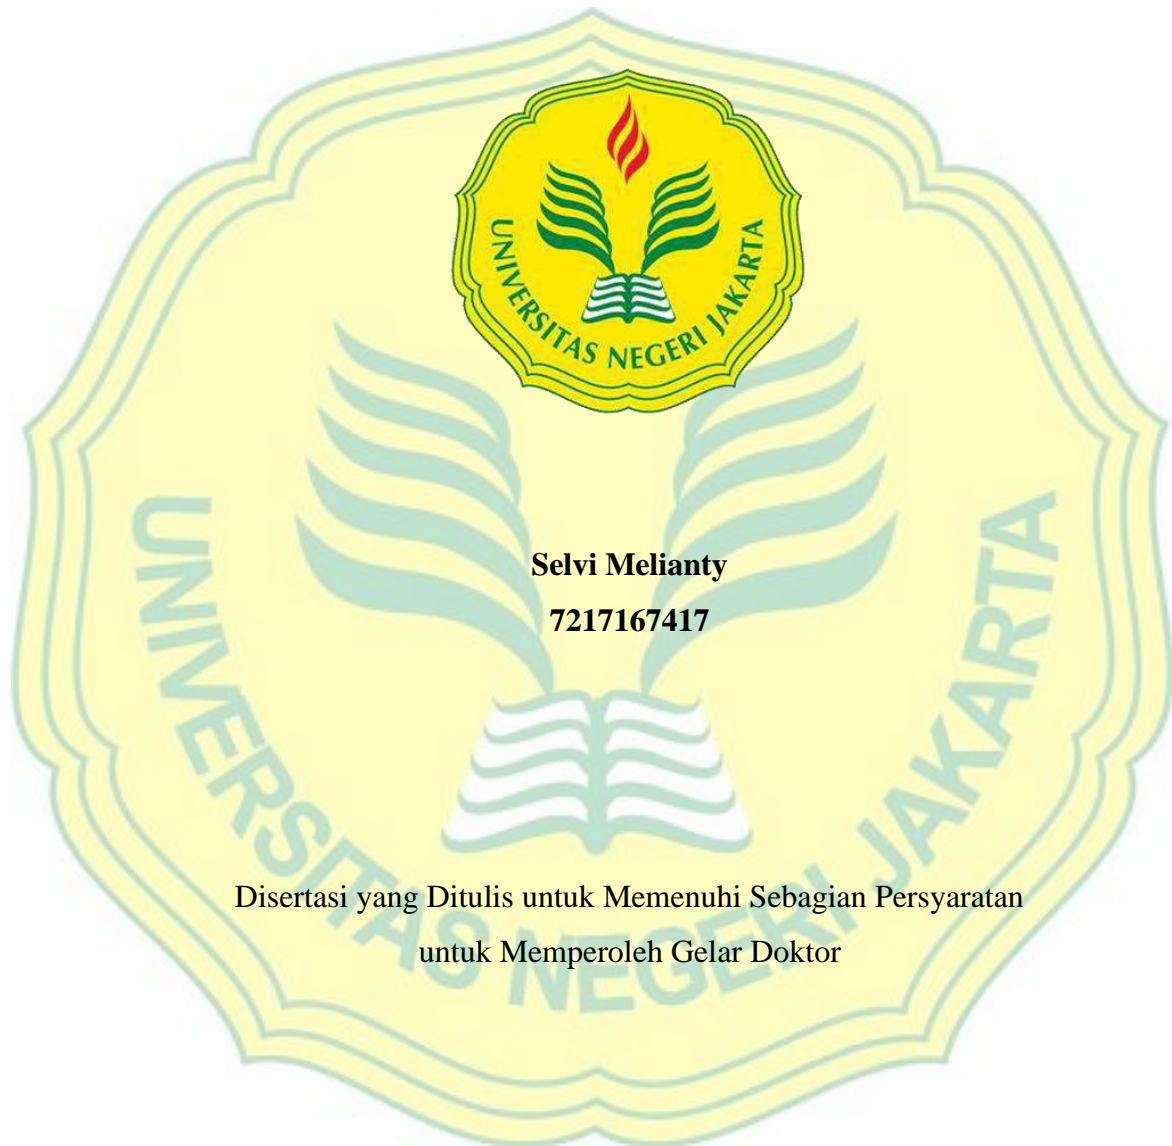 UNIVERSITAS NEGERI JAKARTA
Selvi Melianty
7217167417
Disertasi yang Ditulis untuk Memenuhi Sebagian Persyaratan
untuk Memperoleh Gelar Doktor
UNIVERSITAS NEGERI JAKARTA